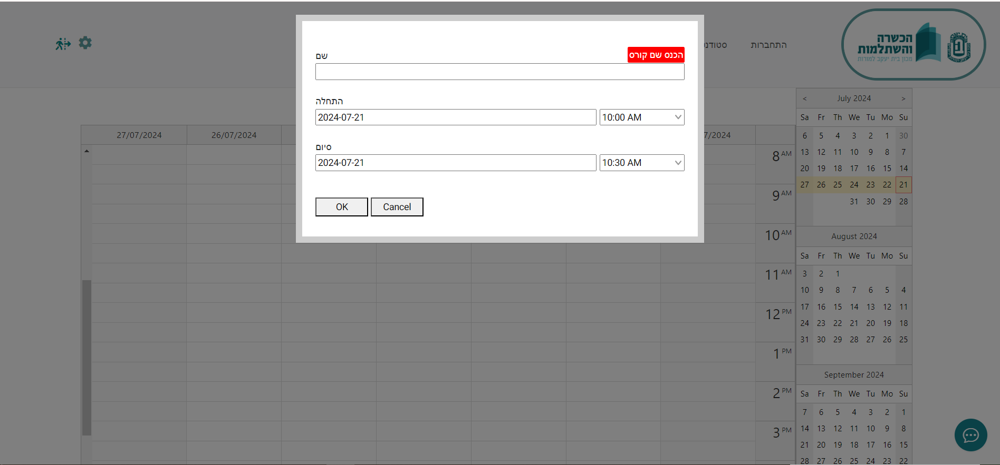 הכשרה
והשתלמות
מכון בית יעקב למורות
התחברות
סטודנ
הכנס שם קורס
שם
התחלה
2024-07-21 10:00 AM
סיום
2024-07-21 10:30 AM
OK Cancel
27/07/2024 26/07/2024 7/2024
8 AM
9 AM
10 AM
11 AM
12 PM
1 PM
2 PM
3 PM
< July 2024 >
Sa Fr Th We Tu Mo Su
6 5 4 3 2 1 30
13 12 11 10 9 8 7
20 19 18 17 16 15 14
27 26 25 24 23 22 21
31 30 29 28
August 2024
Sa Fr Th We Tu Mo Su
3 2 1
10 9 8 7 6 5 4
17 16 15 14 13 12 11
24 23 22 21 20 19 18
31 30 29 28 27 26 25
September 2024
Sa Fr Th We Tu Mo Su
7 6 5 4 3 2 1
14 13 12 11 10 9 8
21 20 19 18 17 16 15
28 27 26 25 24 23 22